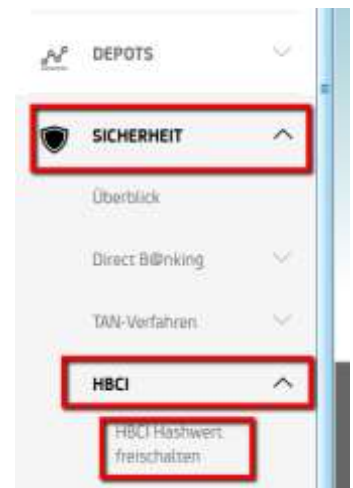 DEPOTS
SICHERHEIT
Überblick
Direct B@nking
TAN-Verfahren
HBCI
HBCI Hashwert
freischalten